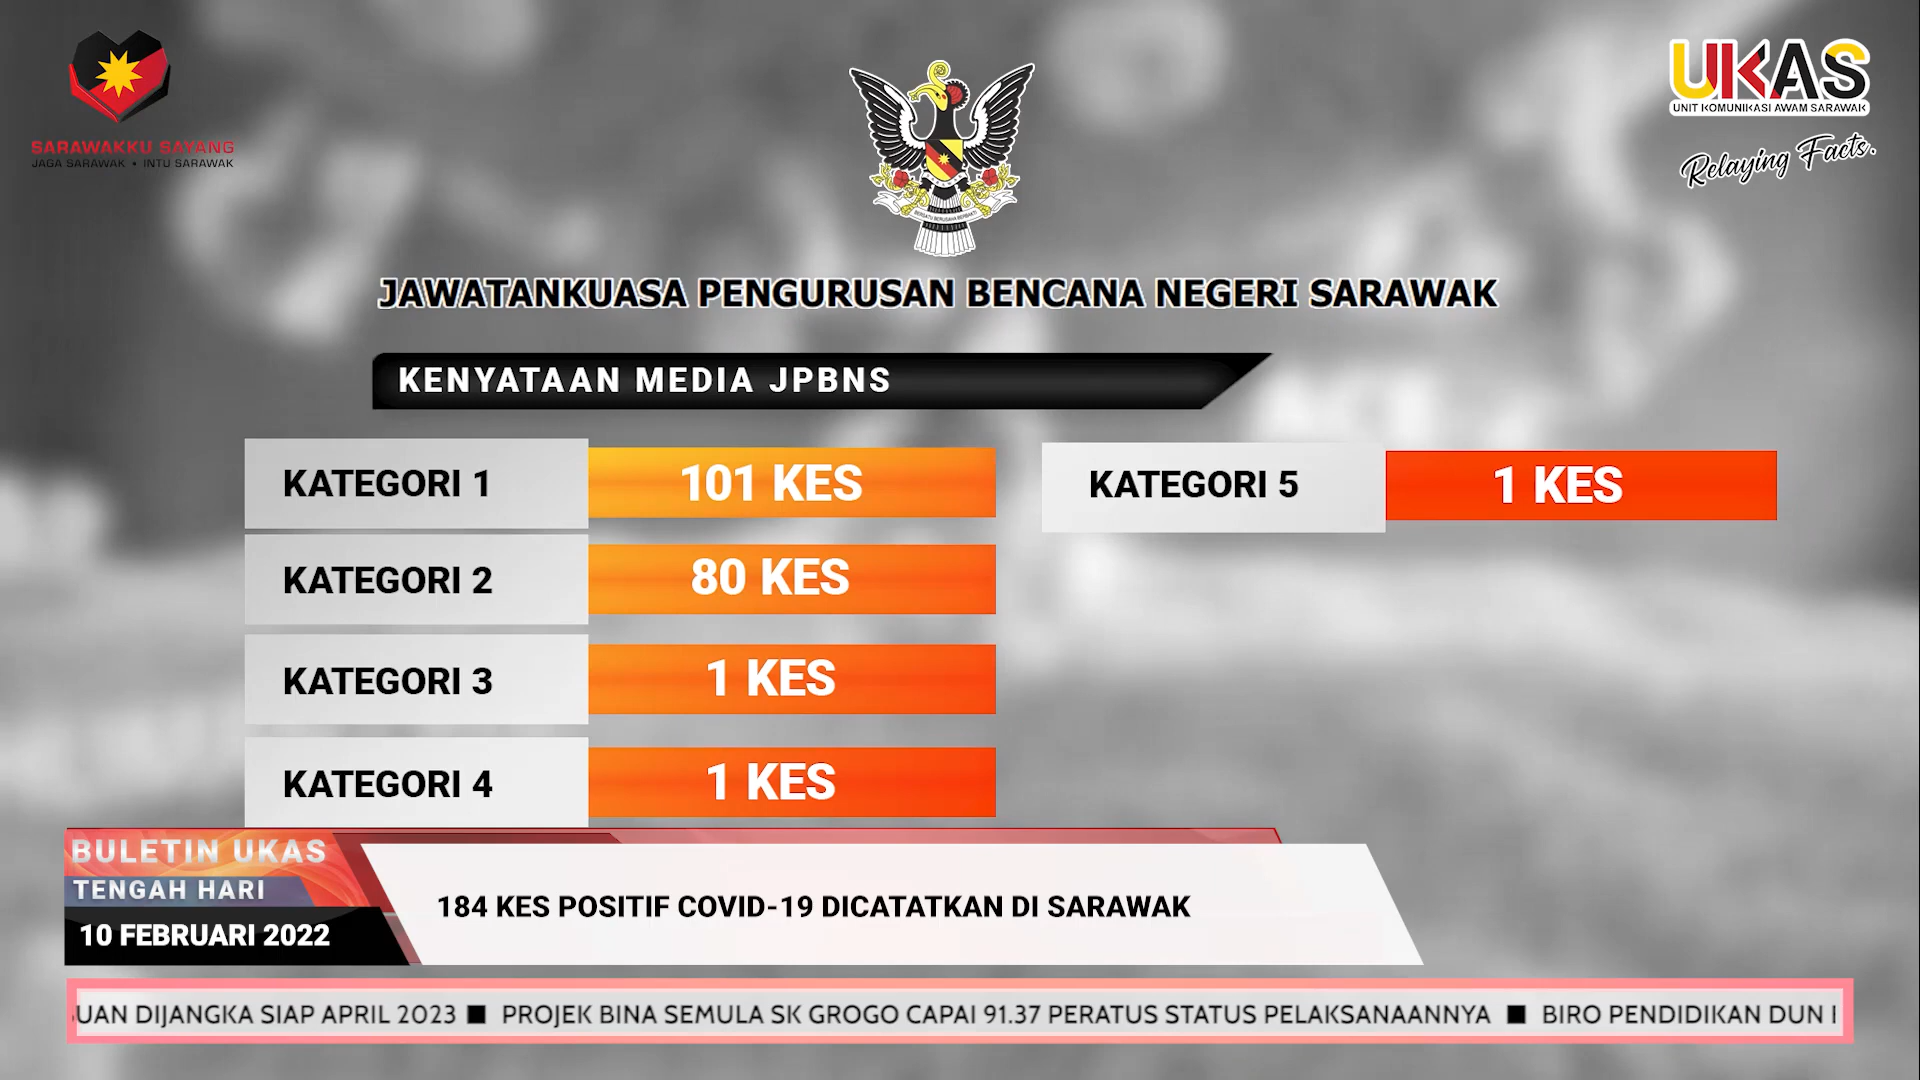 SARAWAKKU SAYANG
JAGA SARAWAK • INTU SARAWAK
UKAS
UNIT KOMUNIKASI AWAM SARAWAK
Relaying Facts.
BERSATU BERUSAHA BERBAKTI
JAWATANKUASA PENGURUSAN BENCANA NEGERI SARAWAK
KENYATAAN MEDIA JPBNS
KATEGORI 1 101 KES
KATEGORI 2 80 KES
KATEGORI 3 1 KES
KATEGORI 4 1 KES
KATEGORI 5 1 KES
BULETIN UKAS
TENGAH HARI
10 FEBRUARI 2022
184 KES POSITIF COVID-19 DICATATKAN DI SARAWAK
UAN DIJANGKA SIAP APRIL 2023 ■ PROJEK BINA SEMULA SK GROGO CAPAI 91.37 PERATUS STATUS PELAKSANAANNYA ■ BIRO PENDIDIKAN DUN